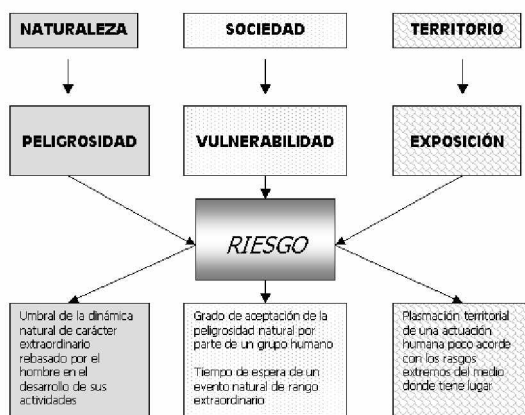 NATURALEZA
SOCIEDAD
TERRITORIO
PELIGROSIDAD
VULNERABILIDAD
EXPOSICIÓN
RIESGO
Umbral de la dinámica
natural de carácter
extraordinario
rebasado por el
hombre en el
desarrollo de sus
actividades
Grado de aceptación de la
peligrosidad natural por
parte de un grupo humano
Tiempo de espera de un
evento natural de rango
extraordinario
Plasmación territorial
de una actuación
humana poco acorde
con los rasgos
extremos del medio
donde tiene lugar